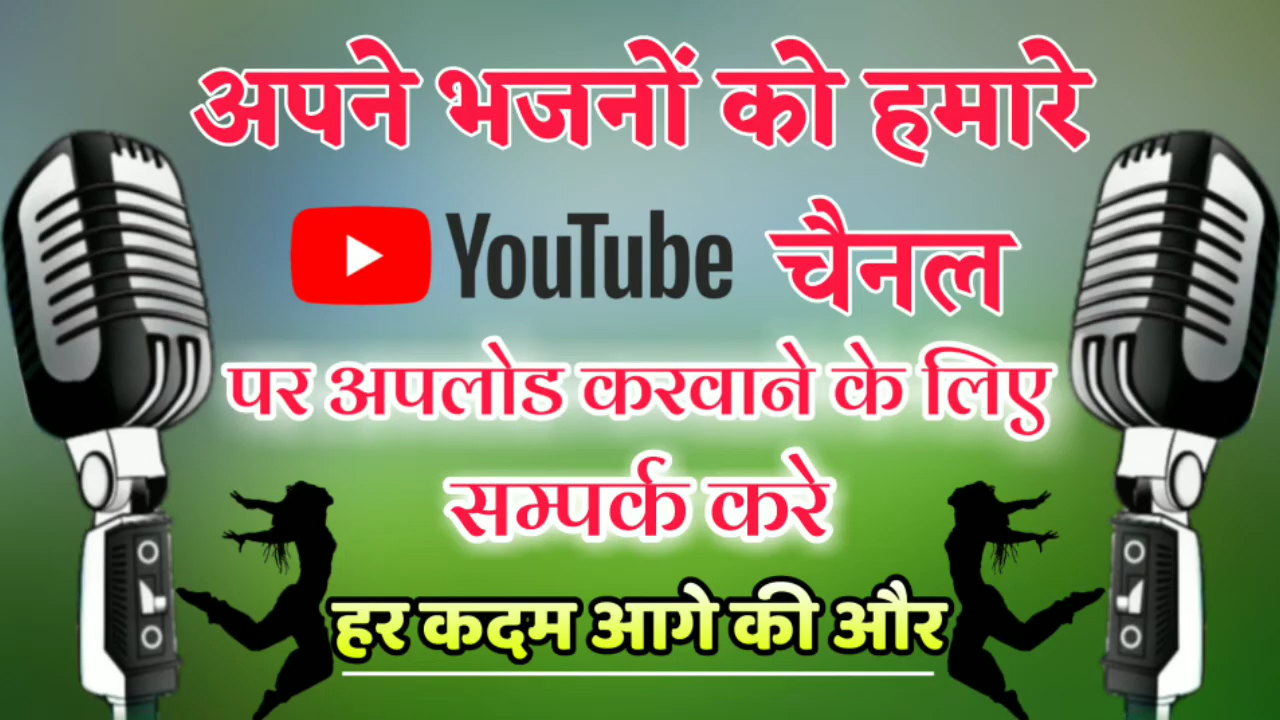 अपने भजनों को हमारे
YouTube चैनल
पर अपलोड करवाने के लिए
सम्पर्क करे
हर कदम आगे की और